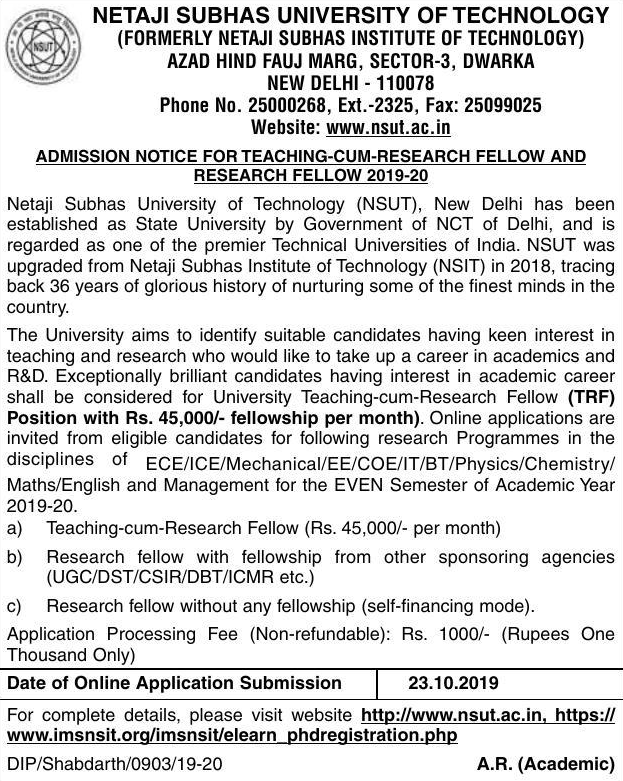 NSUT
NETAJI SUBHAS UNIVERSITY OF TECHNOLOGY
(FORMERLY NETAJI SUBHAS INSTITUTE OF TECHNOLOGY)
AZAD HIND FAUJ MARG, SECTOR-3, DWARKA
NEW DELHI - 110078
Phone No. 25000268, Ext.-2325, Fax: 25099025
Website: www.nsut.ac.in
ADMISSION NOTICE FOR TEACHING-CUM-RESEARCH FELLOW AND
RESEARCH FELLOW 2019-20
Netaji Subhas University of Technology (NSUT), New Delhi has been
established as State University by Government of NCT of Delhi, and is
regarded as one of the premier Technical Universities of India. NSUT was
upgraded from Netaji Subhas Institute of Technology (NSIT) in 2018, tracing
back 36 years of glorious history of nurturing some of the finest minds in the
country.
The University aims to identify suitable candidates having keen interest in
teaching and research who would like to take up a career in academics and
R&D. Exceptionally brilliant candidates having interest in academic career
shall be considered for University Teaching-cum-Research Fellow (TRF)
Position with Rs. 45,000/- fellowship per month). Online applications are
invited from eligible candidates for following research Programmes in the
disciplines of ECE/ICE/Mechanical/EE/COE/IT/BT/Physics/Chemistry/
Maths/English and Management for the EVEN Semester of Academic Year
2019-20.
a) Teaching-cum-Research Fellow (Rs. 45,000/- per month)
b) Research fellow with fellowship from other sponsoring agencies
(UGC/DST/CSIR/DBT/ICMR etc.)
c) Research fellow without any fellowship (self-financing mode).
Application Processing Fee (Non-refundable): Rs. 1000/- (Rupees One
Thousand Only)
Date of Online Application Submission 23.10.2019
For complete details, please visit website http://www.nsut.ac.in, https://
www.imsnsit.org/imsnsit/elearn_phdregistration.php
DIP/Shabdarth/0903/19-20 A.R. (Academic)